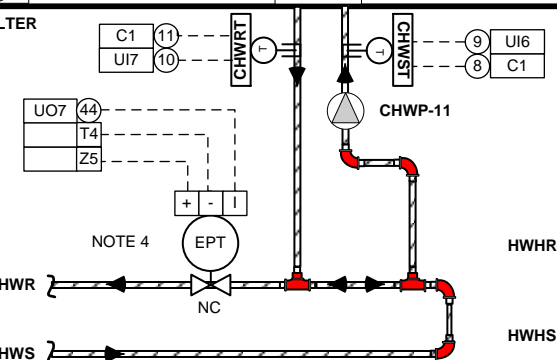 LTER
C1 11
UI7 10
CHWRT
T
T
CHWST
9 UI6
8 C1
CHWP-11
UO7 44
T4
Z5
+ - I
NOTE 4
EPT
NC
HWR
HWS
HWHR
HWHS